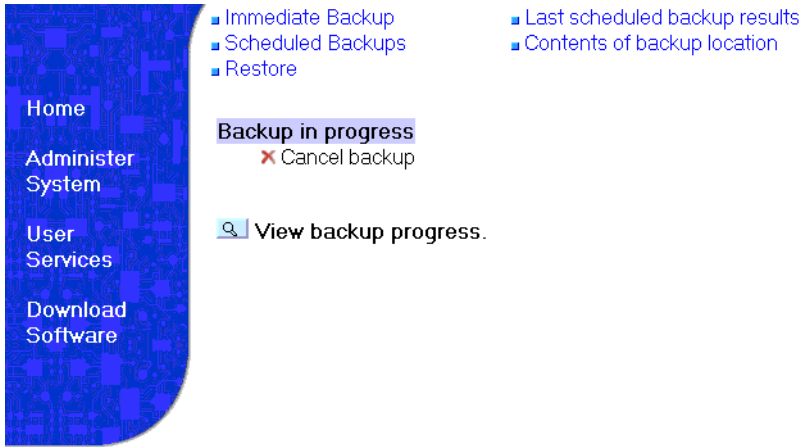 Immediate Backup
Scheduled Backups
Restore
Last scheduled backup results
Contents of backup location
Home
Administer
System
User
Services
Download
Software
Backup in progress
Cancel backup
View backup progress.